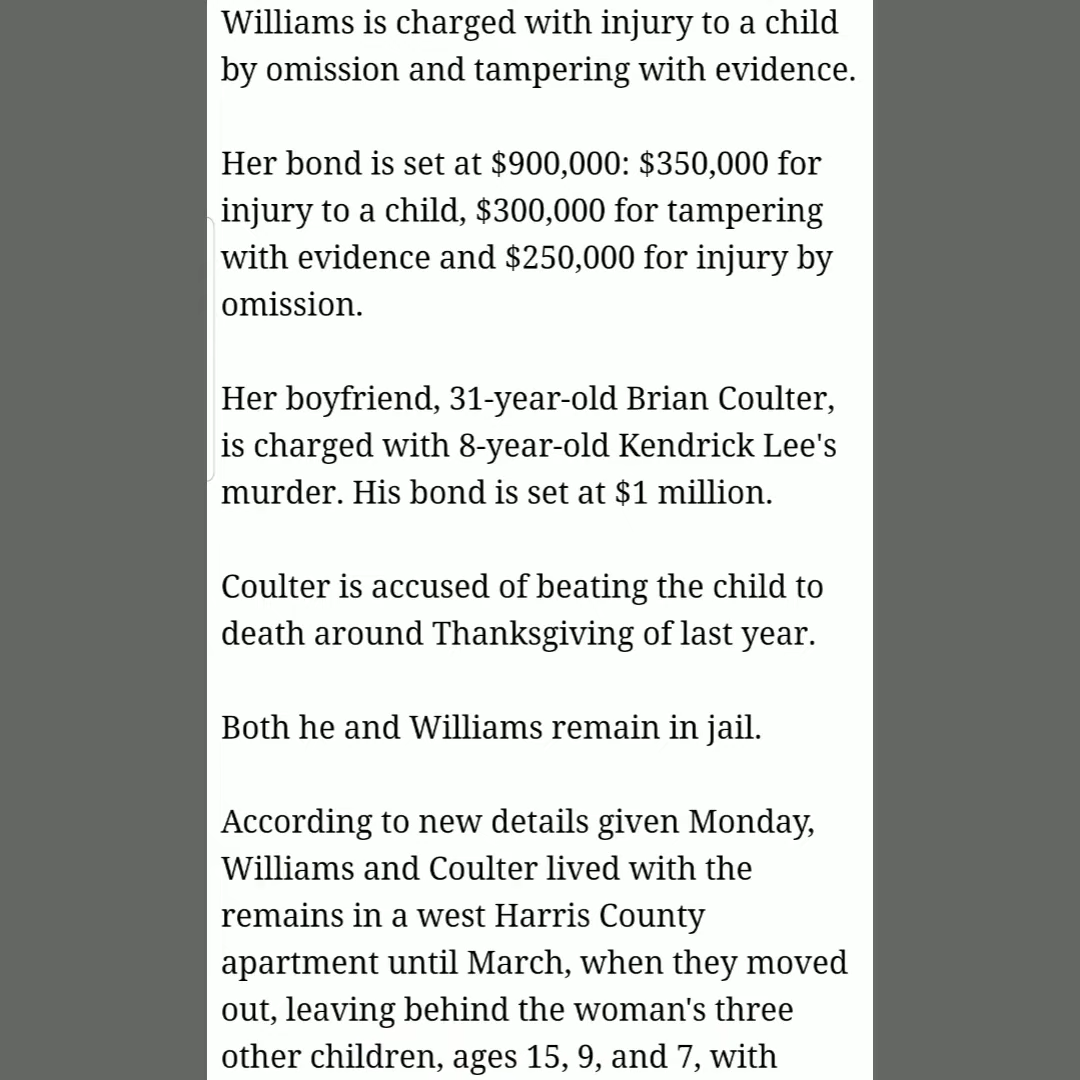 Williams is charged with injury to a child
by omission and tampering with evidence.
Her bond is set at $900,000: $350,000 for
injury to a child, $300,000 for tampering
with evidence and $250,000 for injury by
omission.
Her boyfriend, 31-year-old Brian Coulter,
is charged with 8-year-old Kendrick Lee's
murder. His bond is set at $1 million.
Coulter is accused of beating the child to
death around Thanksgiving of last year.
Both he and Williams remain in jail.
According to new details given Monday,
Williams and Coulter lived with the
remains in a west Harris County
apartment until March, when they moved
out, leaving behind the woman's three
other children, ages 15, 9, and 7, with